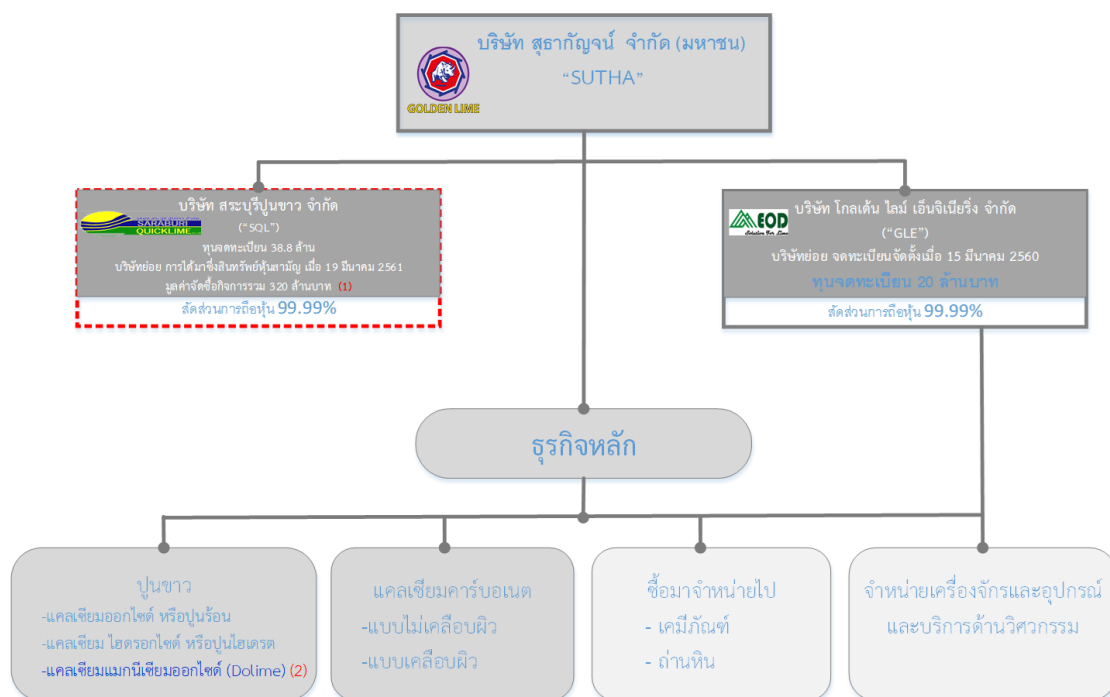 บริษัท สุธากัญจน์ จำกัด (มหาชน)
“SUTHA”
GOLDEN LIME
บริษัท สระบุรีปูนขาว จำกัด
SARABURI
QUICKLIME
(“SQL”)
ทุนจดทะเบียน 38.8 ล้าน
บริษัทย่อย การได้มาซึ่งสินทรัพย์หุ้นสามัญ เมื่อ 19 มีนาคม 2561
มูลค่าจัดซื้อกิจการรวม 320 ล้านบาท (1)
สัดส่วนการถือหุ้น 99.99%
บริษัท โกลเด้น ไลม์ เอ็นจิเนียริ่ง จำกัด
EOD
Solution For Lime
(“GLE”)
บริษัทย่อย จดทะเบียนจัดตั้งเมื่อ 15 มีนาคม 2560
ทุนจดทะเบียน 20 ล้านบาท
สัดส่วนการถือหุ้น 99.99%
ธุรกิจหลัก
ปูนขาว
-แคลเซียมออกไซด์ หรือปูนร้อน
-แคลเซียม ไฮดรอกไซด์ หรือปูนไฮเดรต
-แคลเซียมแมกนีเซียมออกไซด์ (Dolime) (2)
แคลเซียมคาร์บอเนต
-แบบไม่เคลือบผิว
-แบบเคลือบผิว
ซื้อมาจำหน่ายไป
- เคมีภัณฑ์
- ถ่านหิน
จำหน่ายเครื่องจักรและอุปกรณ์
และบริการด้านวิศวกรรม